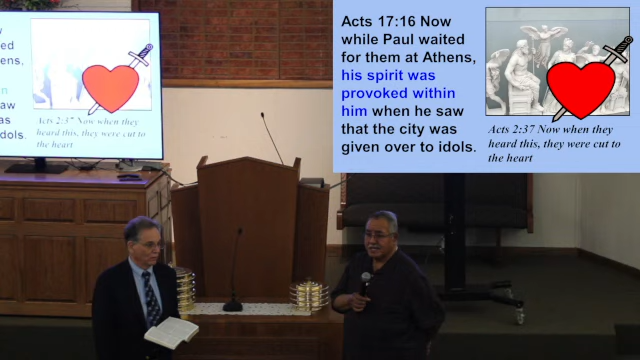 Acts 17:16 Now
while Paul waited
for them at Athens,
his spirit was
provoked within
him when he saw
that the city was
given over to idols.
Acts 2:37 Now when they
heard this, they were cut to
the heart
ed
ens,
n
aw
as
idols.
Acts 2:37 Now when they
heard this, they were cut to
the heart